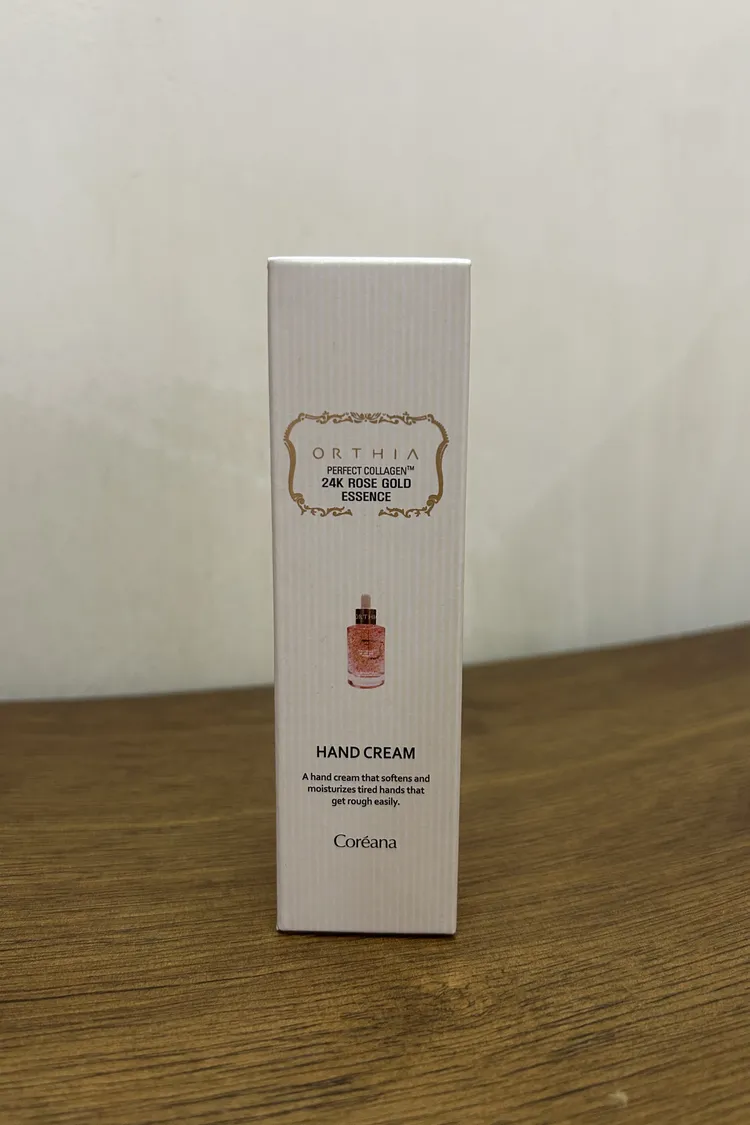 ORTHIA
PERFECT COLLAGEN™
24K ROSE GOLD
ESSENCE
HAND CREAM
A hand cream that softens and
moisturizes tired hands that
get rough easily.
Coréana